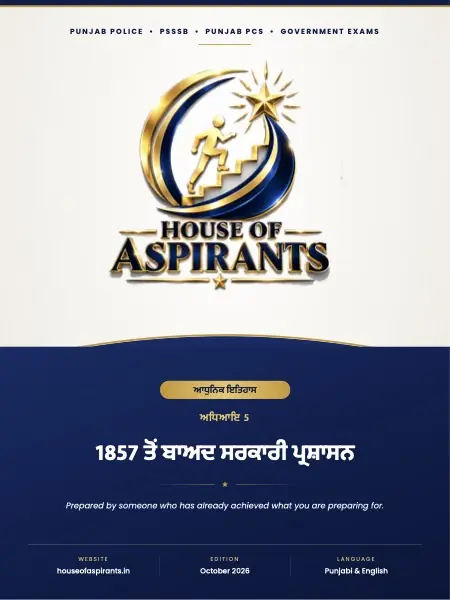 PUNJAB POLICE • PSSSB • PUNJAB PCS • GOVERNMENT EXAMS
HOUSE OF
ASPIRANTS
ਆਧੁਨਿਕ ਇਤਿਹਾਸ
ਅਧਿਆਇ 5
1857 ਤੋਂ ਬਾਅਦ ਸਰਕਾਰੀ ਪ੍ਰਸ਼ਾਸਨ
Prepared by someone who has already achieved what you are preparing for.
WEBSITE
houseofaspirants.in
EDITION
October 2026
LANGUAGE
Punjabi & English